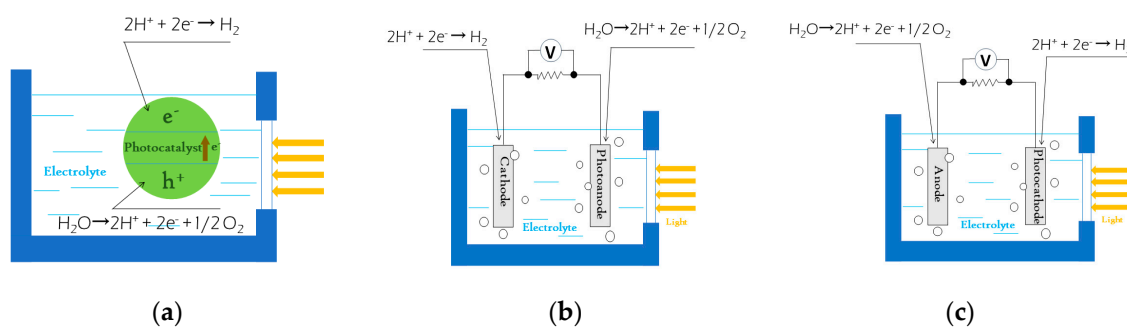 2H⁺ + 2e⁻ → H₂
e⁻
Photocatalyst e⁻
Electrolyte
h⁺
H₂O→2H⁺ + 2e⁻ +1/2 O₂
(a)
2H⁺ + 2e⁻ → H₂
H₂O→2H⁺ + 2e⁻ +1/2 O₂
V
Cathode
Photoanode
Electrolyte
Light
(b)
H₂O→2H⁺ + 2e⁻ +1/2 O₂
2H⁺ + 2e⁻ → H
V
Anode
Photocathode
Electrolyte
Light
(c)